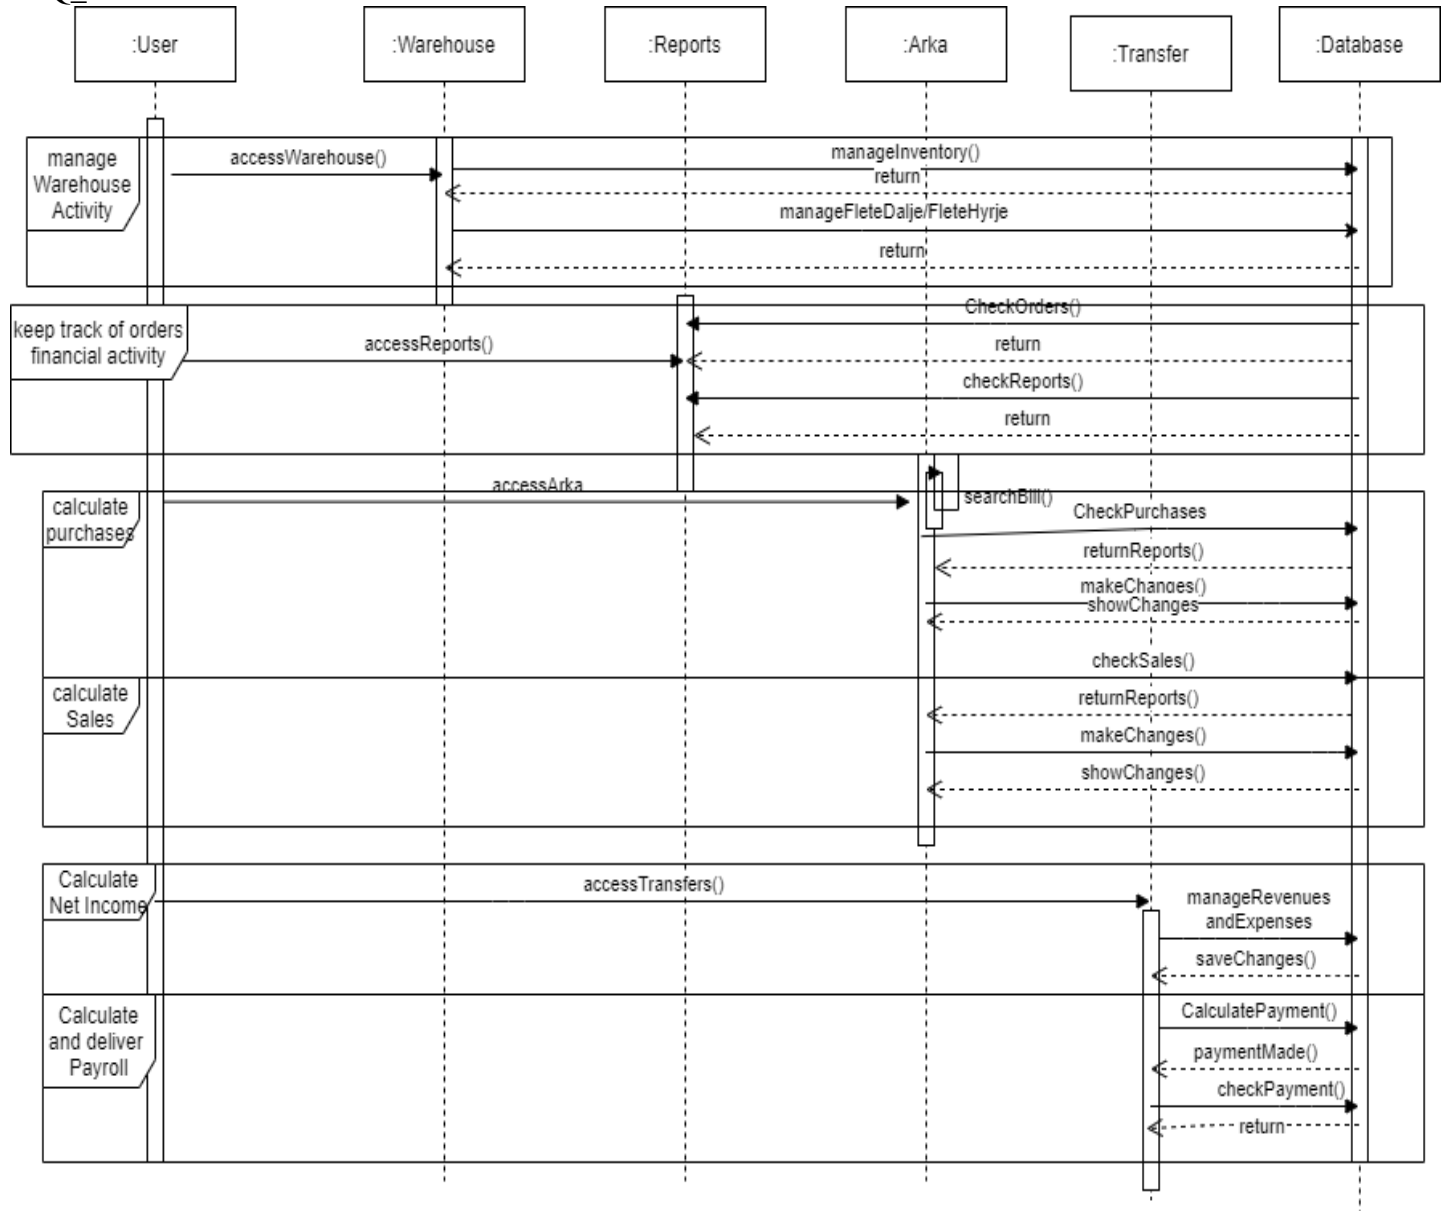 :User
:Warehouse
:Reports
:Arka
:Transfer
:Database
manage
Warehouse
Activity
accessWarehouse()
manageInventory()
return
manageFleteDalje/FleteHyrje
return
keep track of orders
financial activity
CheckOrders()
accessReports()
return
checkReports()
return
calculate
purchases
accessArka
searchBill()
CheckPurchases
returnReports()
makeChanges()
showChanges
checkSales()
calculate
Sales
returnReports()
makeChanges()
showChanges()
Calculate
Net Income
accessTransfers()
manageRevenues
andExpenses
saveChanges()
Calculate
and deliver
Payroll
CalculatePayment()
paymentMade()
checkPayment()
return